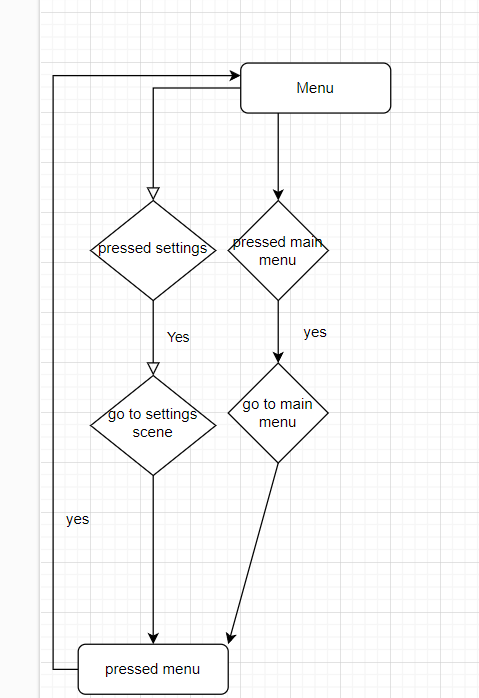 Menu
pressed settings
pressed main
menu
Yes
yes
go to settings
scene
go to main
menu
yes
pressed menu